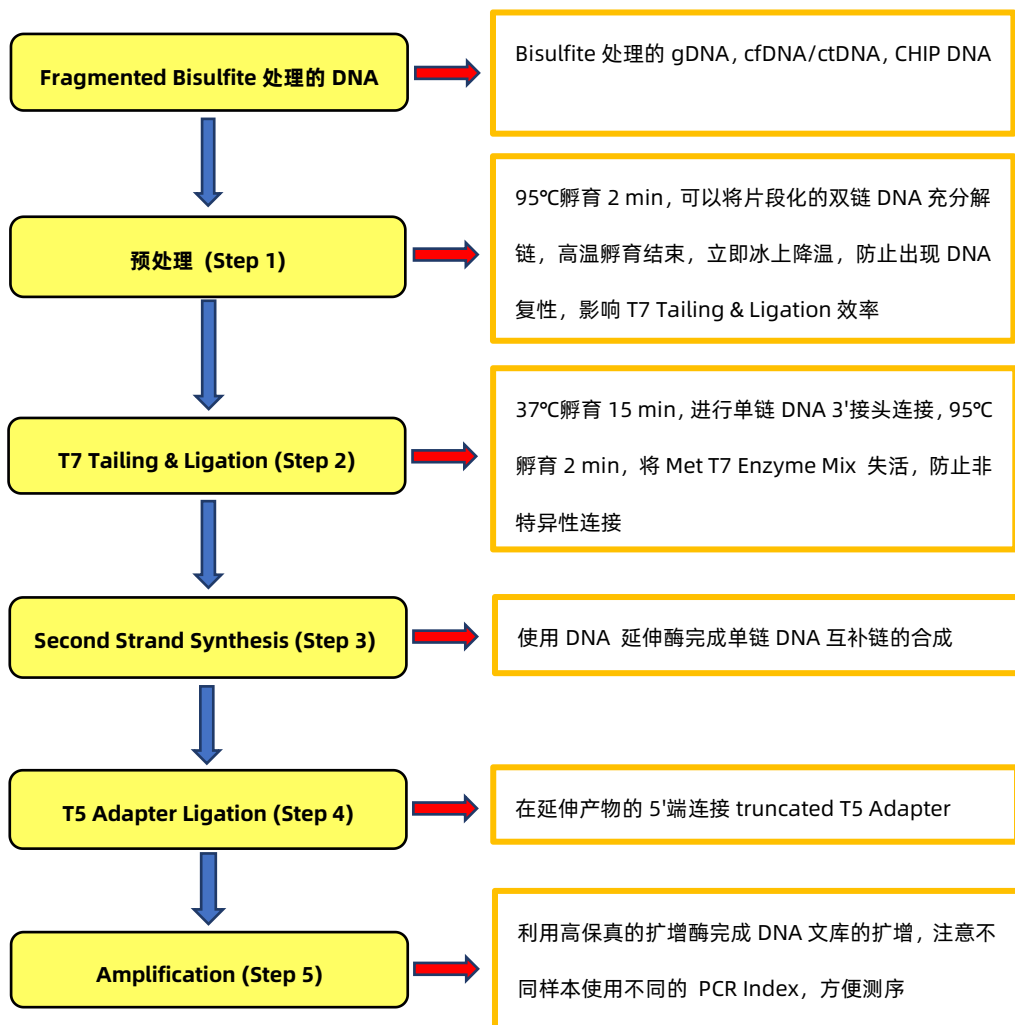 Fragmented Bisulfite 处理的 DNA
Bisulfite 处理的 gDNA, cfDNA/ctDNA, CHIP DNA
预处理 (Step 1)
95℃孵育 2 min，可以将片段化的双链 DNA 充分解
链，高温孵育结束，立即冰上降温，防止出现 DNA
复性，影响 T7 Tailing & Ligation 效率
T7 Tailing & Ligation (Step 2)
37℃孵育 15 min，进行单链 DNA 3'接头连接，95℃
孵育 2 min，将 Met T7 Enzyme Mix 失活，防止非
特异性连接
Second Strand Synthesis (Step 3)
使用 DNA 延伸酶完成单链 DNA 互补链的合成
T5 Adapter Ligation (Step 4)
在延伸产物的 5'端连接 truncated T5 Adapter
Amplification (Step 5)
利用高保真的扩增酶完成 DNA 文库的扩增，注意不
同样本使用不同的 PCR Index，方便测序